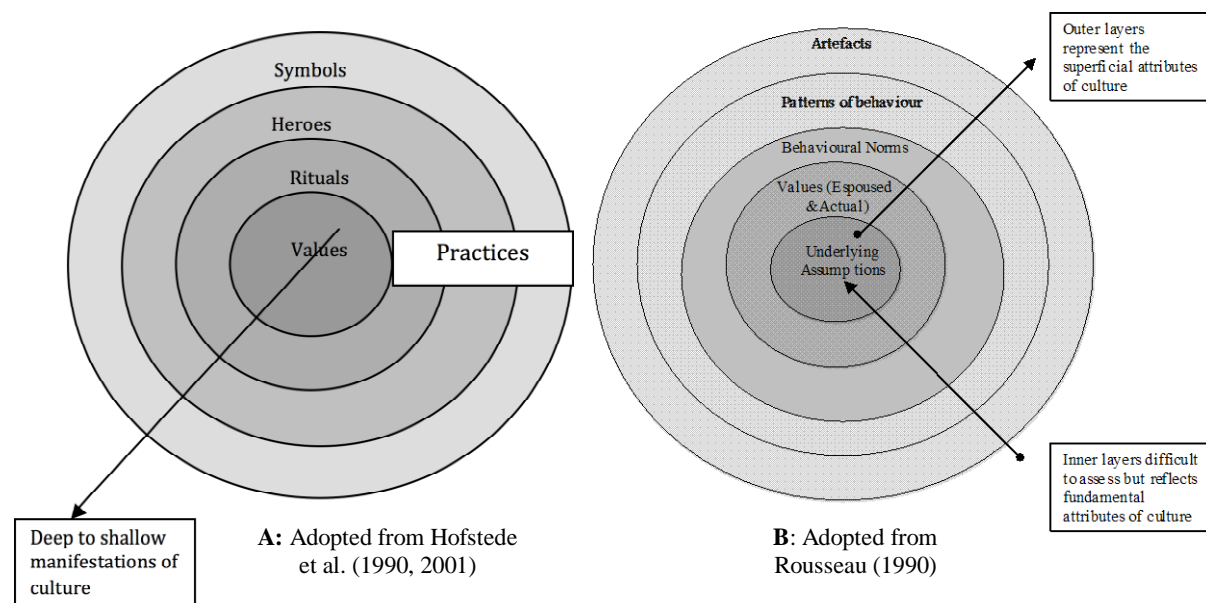 Symbols
Heroes
Rituals
Values
Practices
Deep to shallow
manifestations of
culture
A: Adopted from Hofstede
et al. (1990, 2001)
Artefacts
Patterns of behaviour
Behavioural Norms
Values (Espoused
& Actual)
Underlying
Assumptions
Outer layers
represent the
superficial attributes
of culture
Inner layers difficult
to assess but reflects
fundamental
attributes of culture
B: Adopted from
Rousseau (1990)